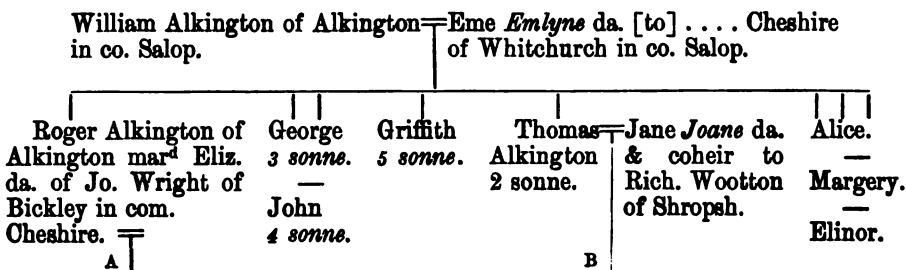 William Alkington of Alkington Eme Emlyne da. [to] . . . . Cheshire
in co. Salop. of Whitchurch in co. Salop.
Roger Alkington of
Alkington mard Eliz.
da. of Jo. Wright of
Bickley in com.
Cheshire.
A
George
3 sonne.
—
John
4 sonne.
Griffith
5 sonne.
Thomas
Alkington
2 sonne.
Jane Joane da.
& coheir to
Rich. Wootton
of Shropsh.
B
Alice.
—
Margery.
—
Elinor.